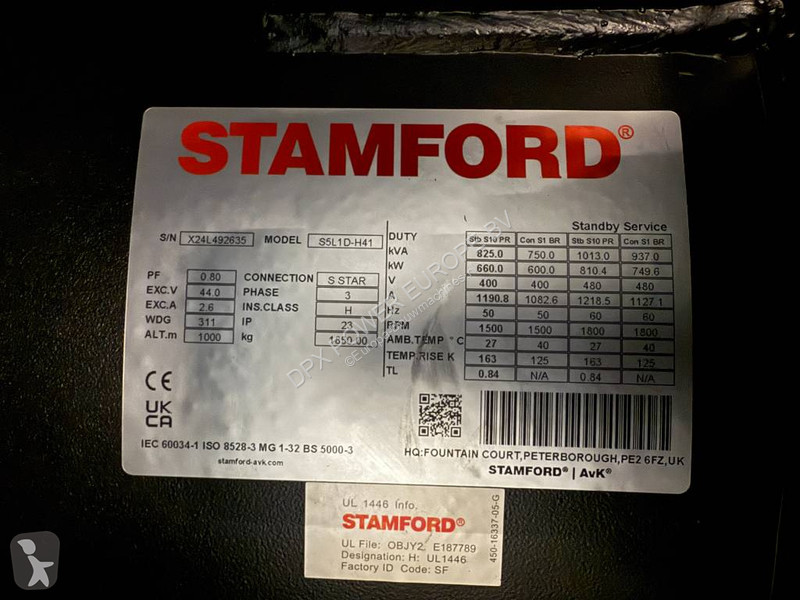 STAMFORD®
Standby Service
S/N X24L492635 MODEL S5L1D-H41
DUTY Stb S10 PR Con S1 BR Stb S10 PR Con S1 BR
kVA 825.0 750.0 1013.0 937.0
kW 660.0 600.0 810.4 749.6
V 400 400 480 480
A 1190.8 1082.6 1218.5 1127.1
Hz 50 50 60 60
RPM 1500 1500 1800 1800
AMB.TEMP ° C 27 40 27 40
TEMP.RISE K 163 125 163 125
TL 0.84 N/A 0.84 N/A
PF 0.80 CONNECTION S STAR
EXC.V 44.0 PHASE 3
EXC.A 2.6 INS.CLASS H
WDG 311 IP 23
ALT.m 1000 kg 1650.00
CE
UK
CA
IEC 60034-1 ISO 8528-3 MG 1-32 BS 5000-3
stamford-avk.com
HQ:FOUNTAIN COURT,PETERBOROUGH,PE2 6FZ,UK
STAMFORD® | AvK®
UL 1446 Info.
STAMFORD®
UL File: OBJY2, E187789
Designation: H: UL1446
Factory ID Code: SF
450-16337-05-G
DPX POWER EUROPE BV